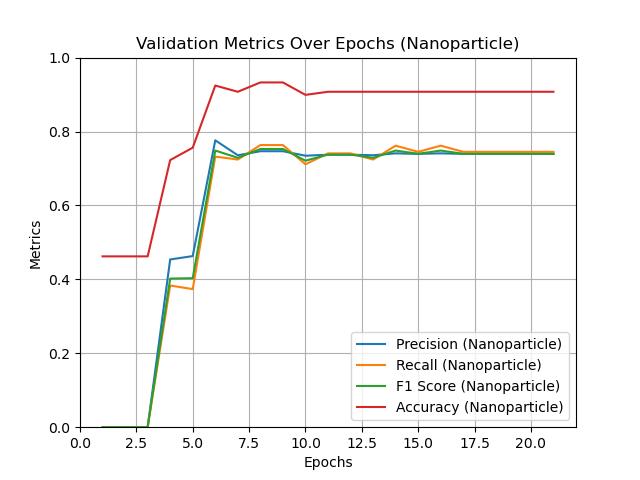 Validation Metrics Over Epochs (Nanoparticle)
1.0
0.8
0.6
0.4
0.2
0.0
Metrics
Precision (Nanoparticle)
Recall (Nanoparticle)
F1 Score (Nanoparticle)
Accuracy (Nanoparticle)
0.0 2.5 5.0 7.5 10.0 12.5 15.0 17.5 20.0
Epochs